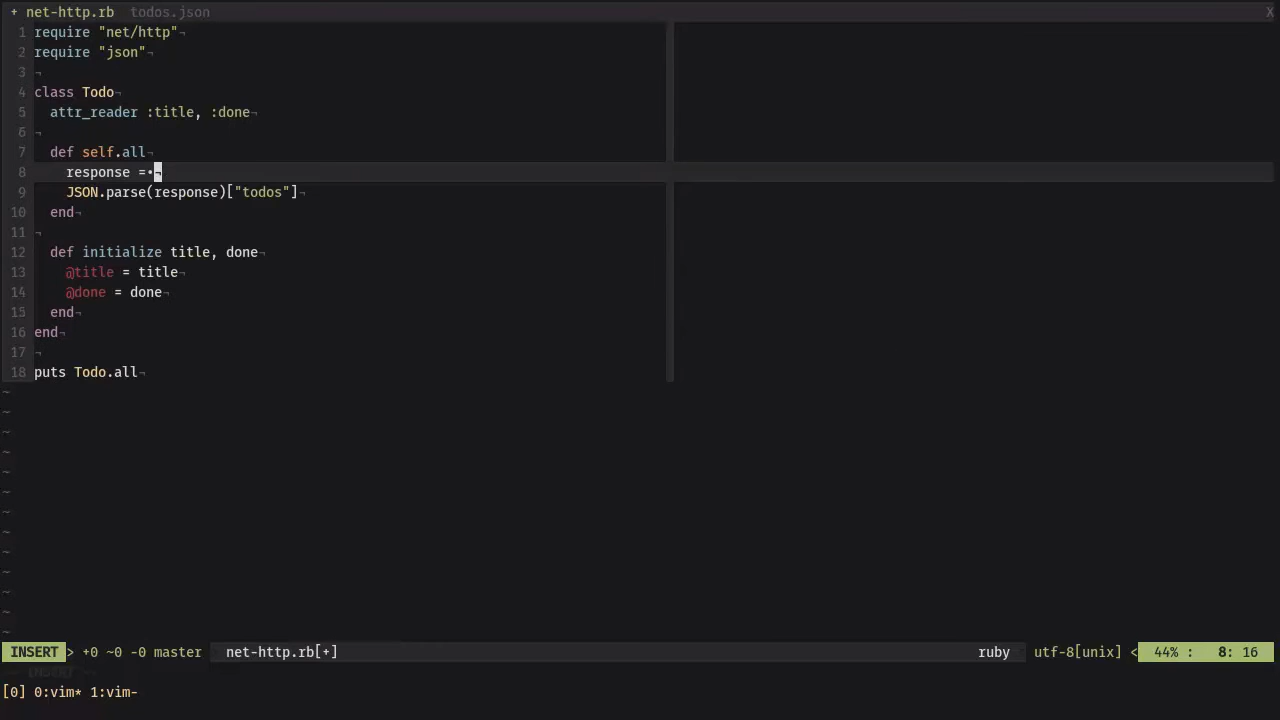 + net-http.rb  todos.json X
1 require "net/http"¬
2 require "json"¬
3 ¬
4 class Todo¬
5   attr_reader :title, :done¬
6 ¬
7   def self.all¬
8     response =•¬
9     JSON.parse(response)["todos"]¬
10   end¬
11 ¬
12   def initialize title, done¬
13     @title = title¬
14     @done = done¬
15   end¬
16 end¬
17 ¬
18 puts Todo.all¬
~
~
~
~
~
~
~
~
~
~
~
~
~
INSERT > +0 ~0 -0 master net-http.rb[+] ruby utf-8[unix] < 44% : 8: 16
-- INSERT --
[0] 0:vim* 1:vim-